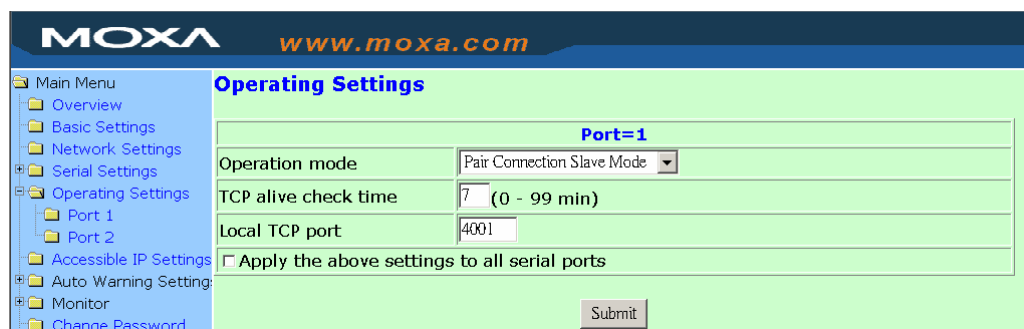 MOXA www.moxa.com
Main Menu
Overview
Basic Settings
Network Settings
Serial Settings
Operating Settings
Port 1
Port 2
Accessible IP Settings
Auto Warning Setting
Monitor
Change Password
Operating Settings
Port=1
Operation mode Pair Connection Slave Mode
TCP alive check time 7 (0 - 99 min)
Local TCP port 4001
Apply the above settings to all serial ports
Submit